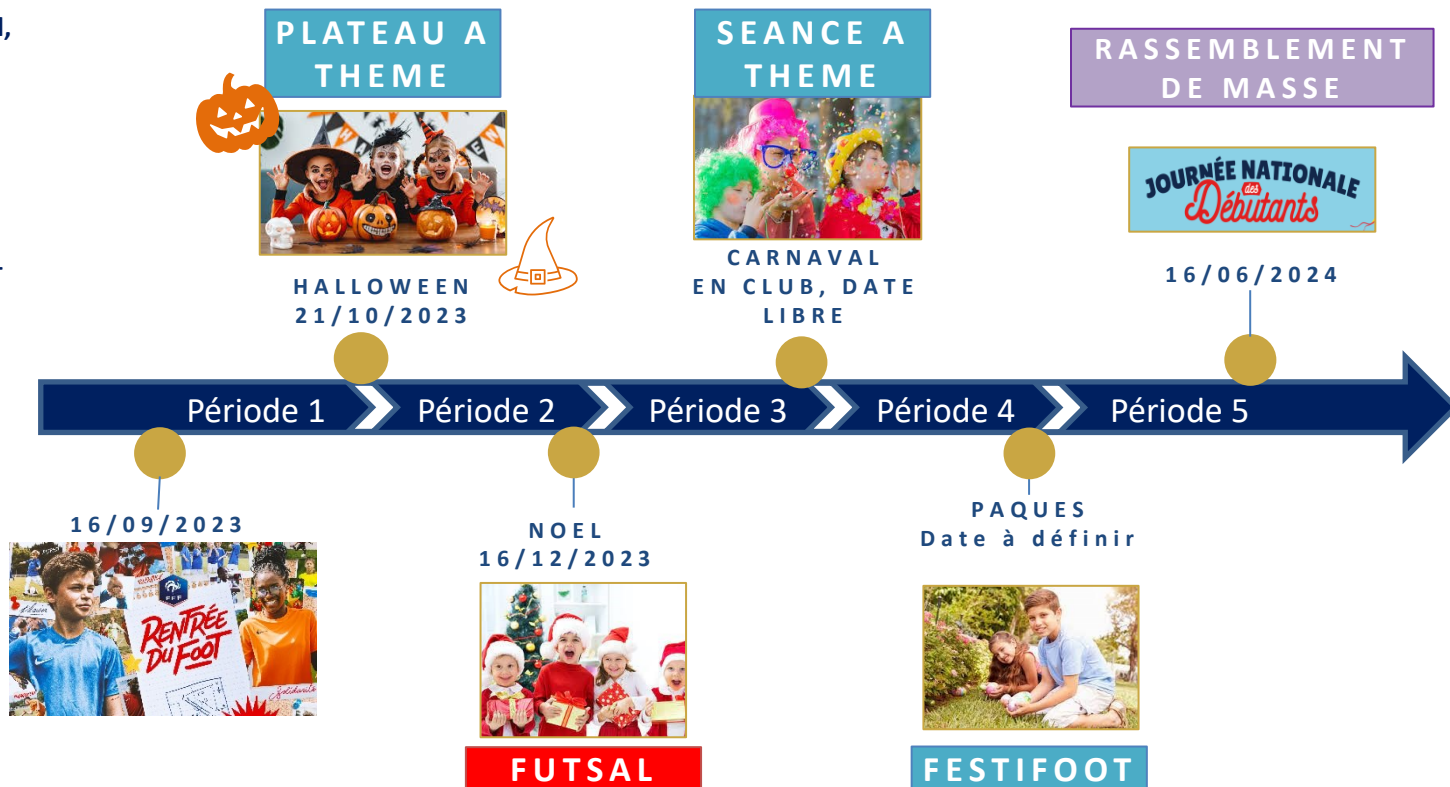 PLATEAU A
THEME
SEANCE A
THEME
RASSEMBLEMENT
DE MASSE
JOURNÉE NATIONALE
des
Débutants
HALLOWEEN
21/10/2023
CARNAVAL
EN CLUB, DATE
LIBRE
16/06/2024
Période 1
Période 2
Période 3
Période 4
Période 5
16/09/2023
FFF
RENTRÉE
DU FOOT
NOEL
16/12/2023
PAQUES
Date à définir
FUTSAL
FESTIFOOT